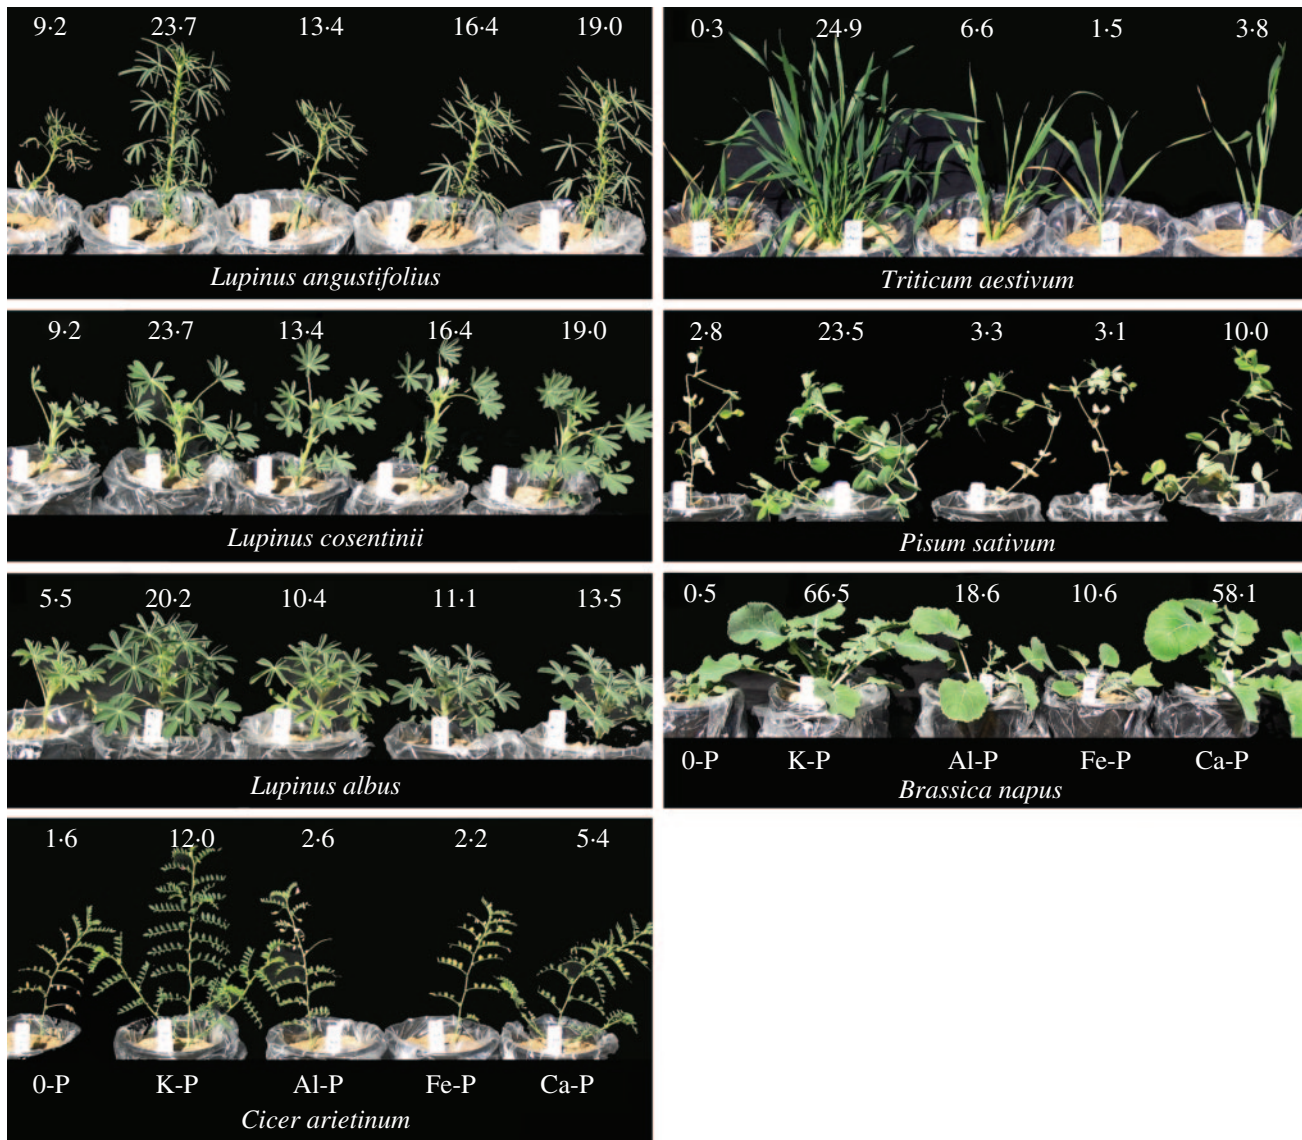 9·2 23·7 13·4 16·4 19·0
Lupinus angustifolius
9·2 23·7 13·4 16·4 19·0
Lupinus cosentinii
5·5 20·2 10·4 11·1 13·5
Lupinus albus
1·6 12·0 2·6 2·2 5·4
0-P K-P Al-P Fe-P Ca-P
Cicer arietinum
0·3 24·9 6·6 1·5 3·8
Triticum aestivum
2·8 23·5 3·3 3·1 10·0
Pisum sativum
0·5 66·5 18·6 10·6 58·1
0-P K-P Al-P Fe-P Ca-P
Brassica napus